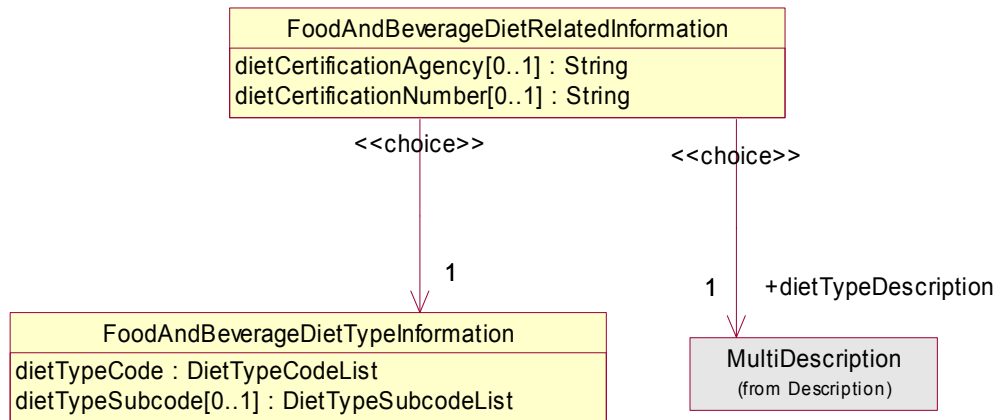 FoodAndBeverageDietRelatedInformation
dietCertificationAgency[0..1] : String
dietCertificationNumber[0..1] : String
<<choice>>
<<choice>>
1
1
+dietTypeDescription
FoodAndBeverageDietTypeInformation
dietTypeCode : DietTypeCodeList
dietTypeSubcode[0..1] : DietTypeSubcodeList
MultiDescription
(from Description)